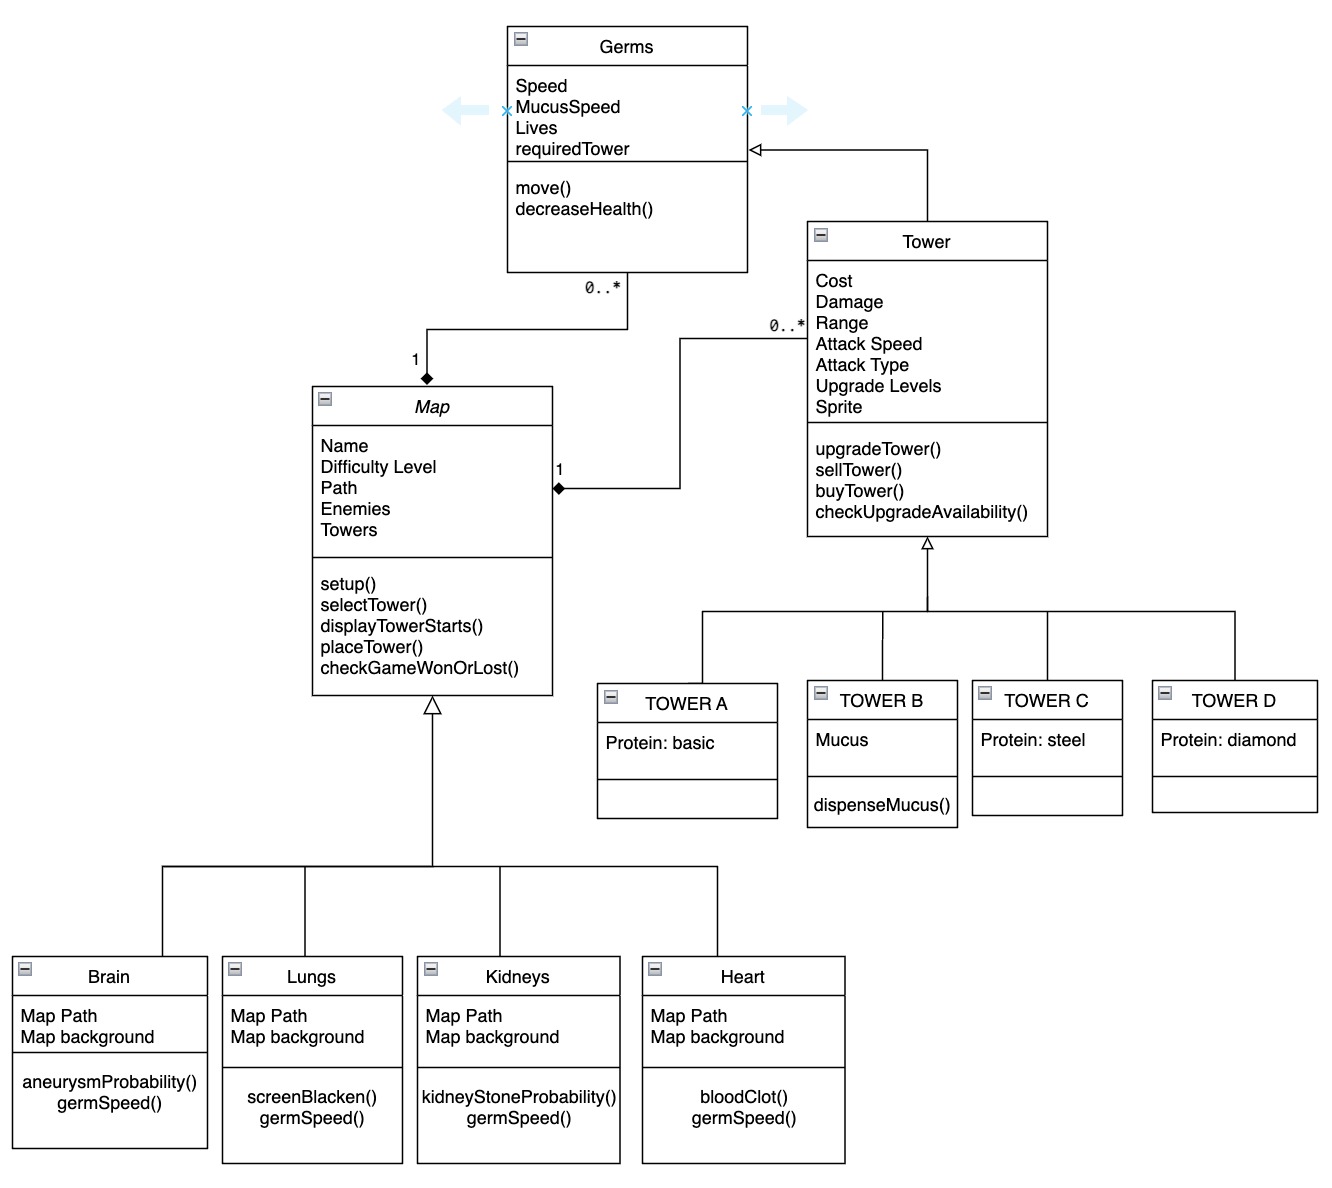 Germs
Speed
MucusSpeed
Lives
requiredTower
move()
decreaseHealth()
0..*
Tower
Cost
Damage
Range
Attack Speed
Attack Type
Upgrade Levels
Sprite
upgradeTower()
sellTower()
buyTower()
checkUpgradeAvailability()
0..*
1
Map
Name
Difficulty Level
Path
Enemies
Towers
setup()
selectTower()
displayTowerStarts()
placeTower()
checkGameWonOrLost()
1
TOWER A
Protein: basic
TOWER B
Mucus
dispenseMucus()
TOWER C
Protein: steel
TOWER D
Protein: diamond
Brain
Map Path
Map background
aneurysmProbability()
germSpeed()
Lungs
Map Path
Map background
screenBlacken()
germSpeed()
Kidneys
Map Path
Map background
kidneyStoneProbability()
germSpeed()
Heart
Map Path
Map background
bloodClot()
germSpeed()